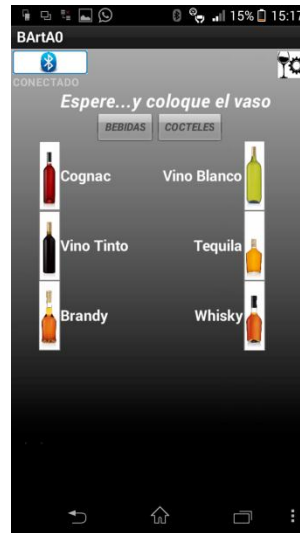 15% 15:17
BArtA0
CONECTADO
Espere...y coloque el vaso
BEBIDAS COCTELES
Cognac Vino Blanco
Vino Tinto Tequila
Brandy Whisky